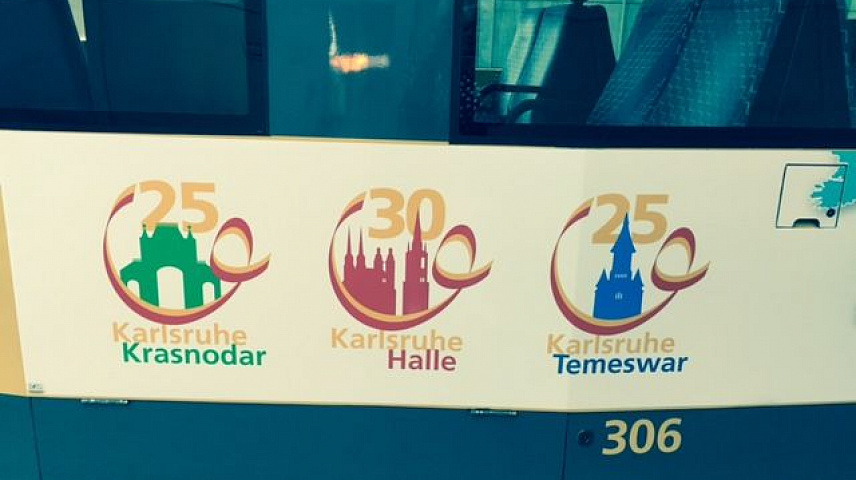 25
Karlsruhe
Krasnodar
30
Karlsruhe
Halle
25
Karlsruhe
Temeswar
306